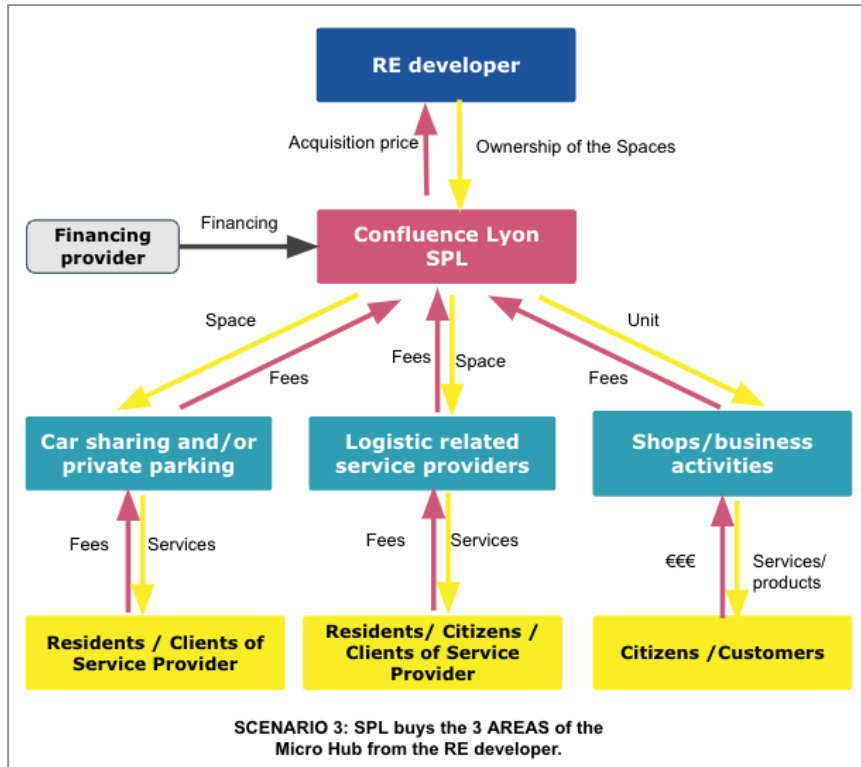 RE developer
Acquisition price
Ownership of the Spaces
Financing
Financing
provider
Confluence Lyon
SPL
Space
Fees
Fees
Space
Unit
Fees
Car sharing and/or
private parking
Logistic related
service providers
Shops/business
activities
Fees
Services
Fees
Services
€€€
Services/
products
Residents / Clients of
Service Provider
Residents/ Citizens /
Clients of Service
Provider
Citizens /Customers
SCENARIO 3: SPL buys the 3 AREAS of the
Micro Hub from the RE developer.